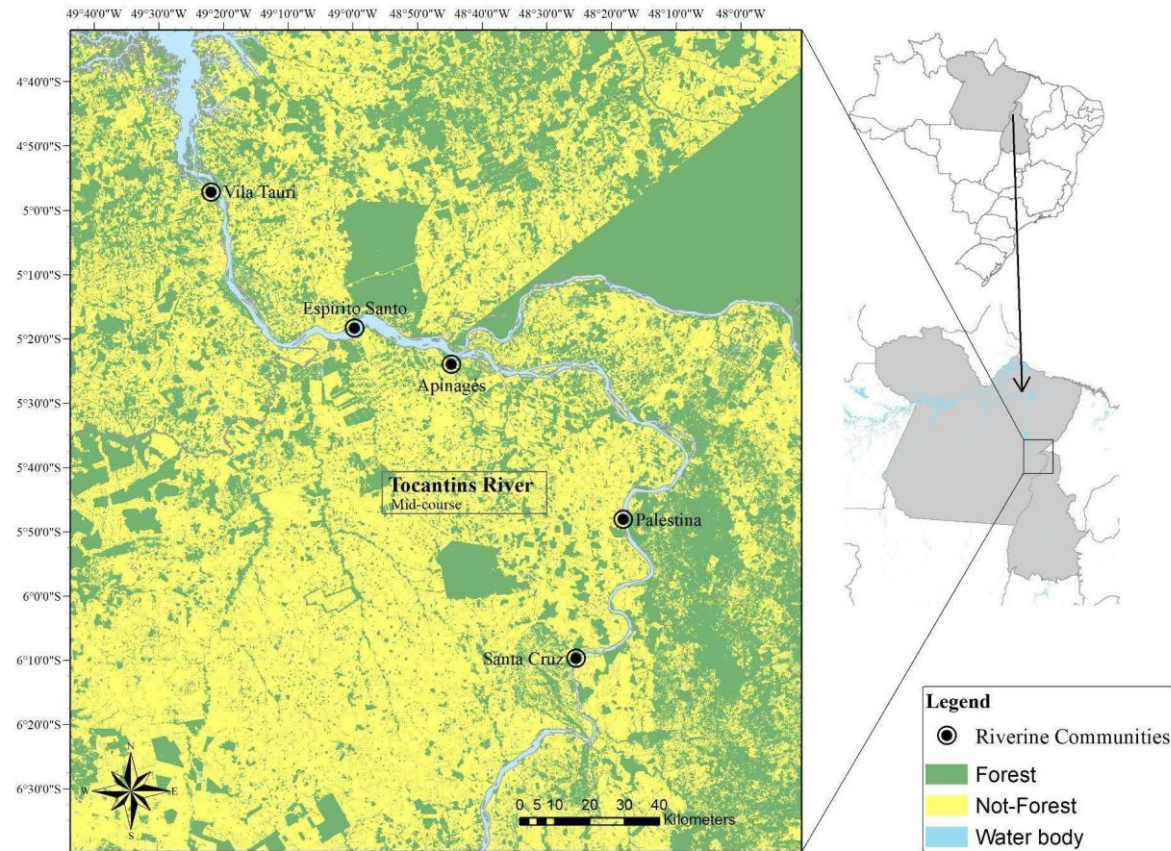 49°40'0"W 49°30'0"W 49°20'0"W 49°10'0"W 49°0'0"W 48°50'0"W 48°40'0"W 48°30'0"W 48°20'0"W 48°10'0"W 48°0'0"W
4°40'0"S
4°50'0"S
Vila Tauri
5°0'0"S
5°10'0"S
Espírito Santo
5°20'0"S
Apinagés
5°30'0"S
5°40'0"S
Tocantins River
Mid-course
Palestina
5°50'0"S
6°0'0"S
Santa Cruz
6°10'0"S
6°20'0"S
6°30'0"S
N
W E
S
0 5 10 20 30 40
Kilometers
Legend
Riverine Communities
Forest
Not-Forest
Water body